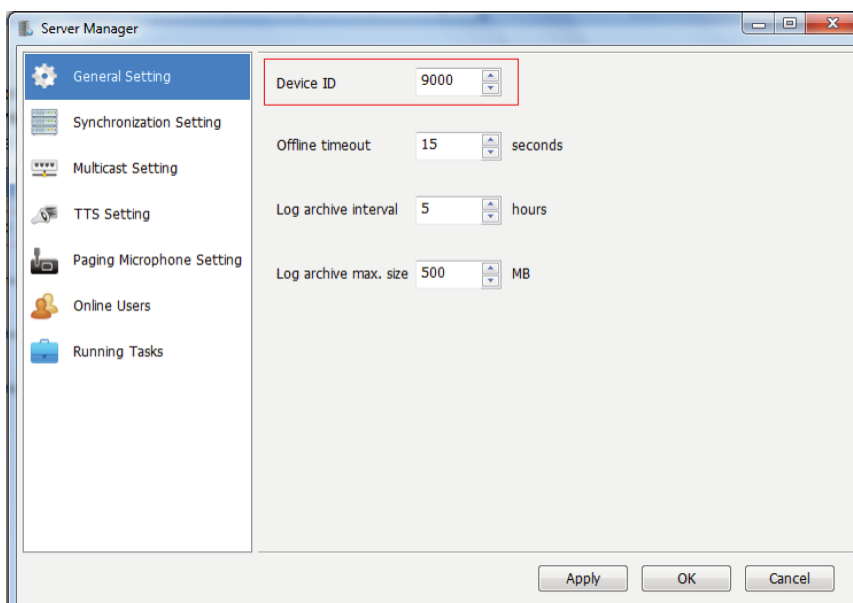 Server Manager
General Setting
Synchronization Setting
Multicast Setting
TTS Setting
Paging Microphone Setting
Online Users
Running Tasks
Device ID 9000
Offline timeout 15 seconds
Log archive interval 5 hours
Log archive max. size 500 MB
Apply OK Cancel